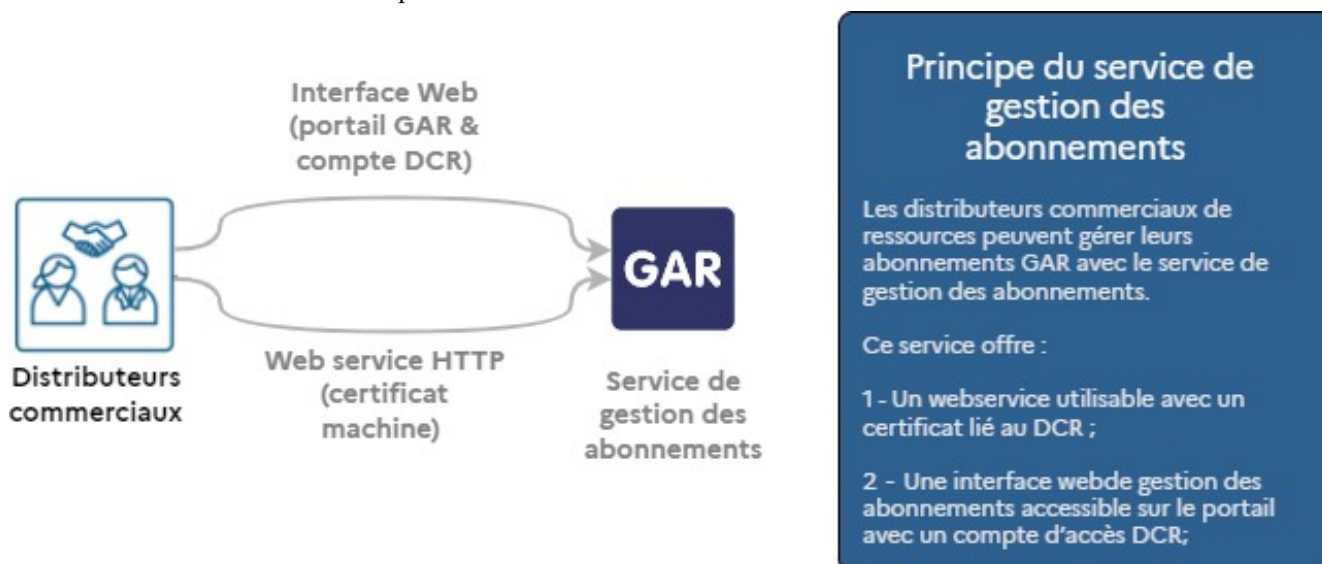 Interface Web
(portail GAR &
compte DCR)
GAR
Distributeurs
commerciaux
Web service HTTP
(certificat
machine)
Service de
gestion des
abonnements
Principe du service de
gestion des
abonnements
Les distributeurs commerciaux de
ressources peuvent gérer leurs
abonnements GAR avec le service de
gestion des abonnements.
Ce service offre :
1 - Un webservice utilisable avec un
certificat lié au DCR ;
2 - Une interface webde gestion des
abonnements accessible sur le portail
avec un compte d'accès DCR;